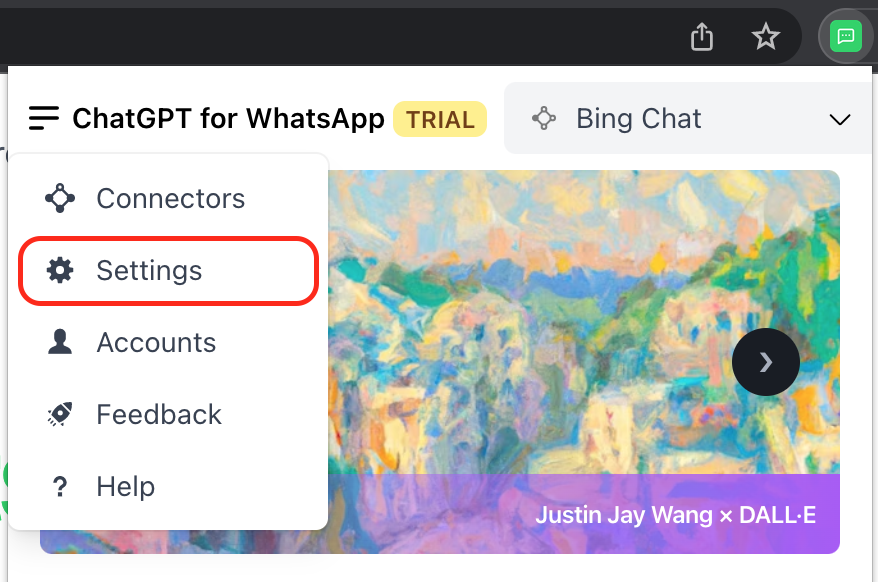 ChatGPT for WhatsApp TRIAL
Bing Chat
Connectors
Settings
Accounts
Feedback
Help
Justin Jay Wang × DALL·E